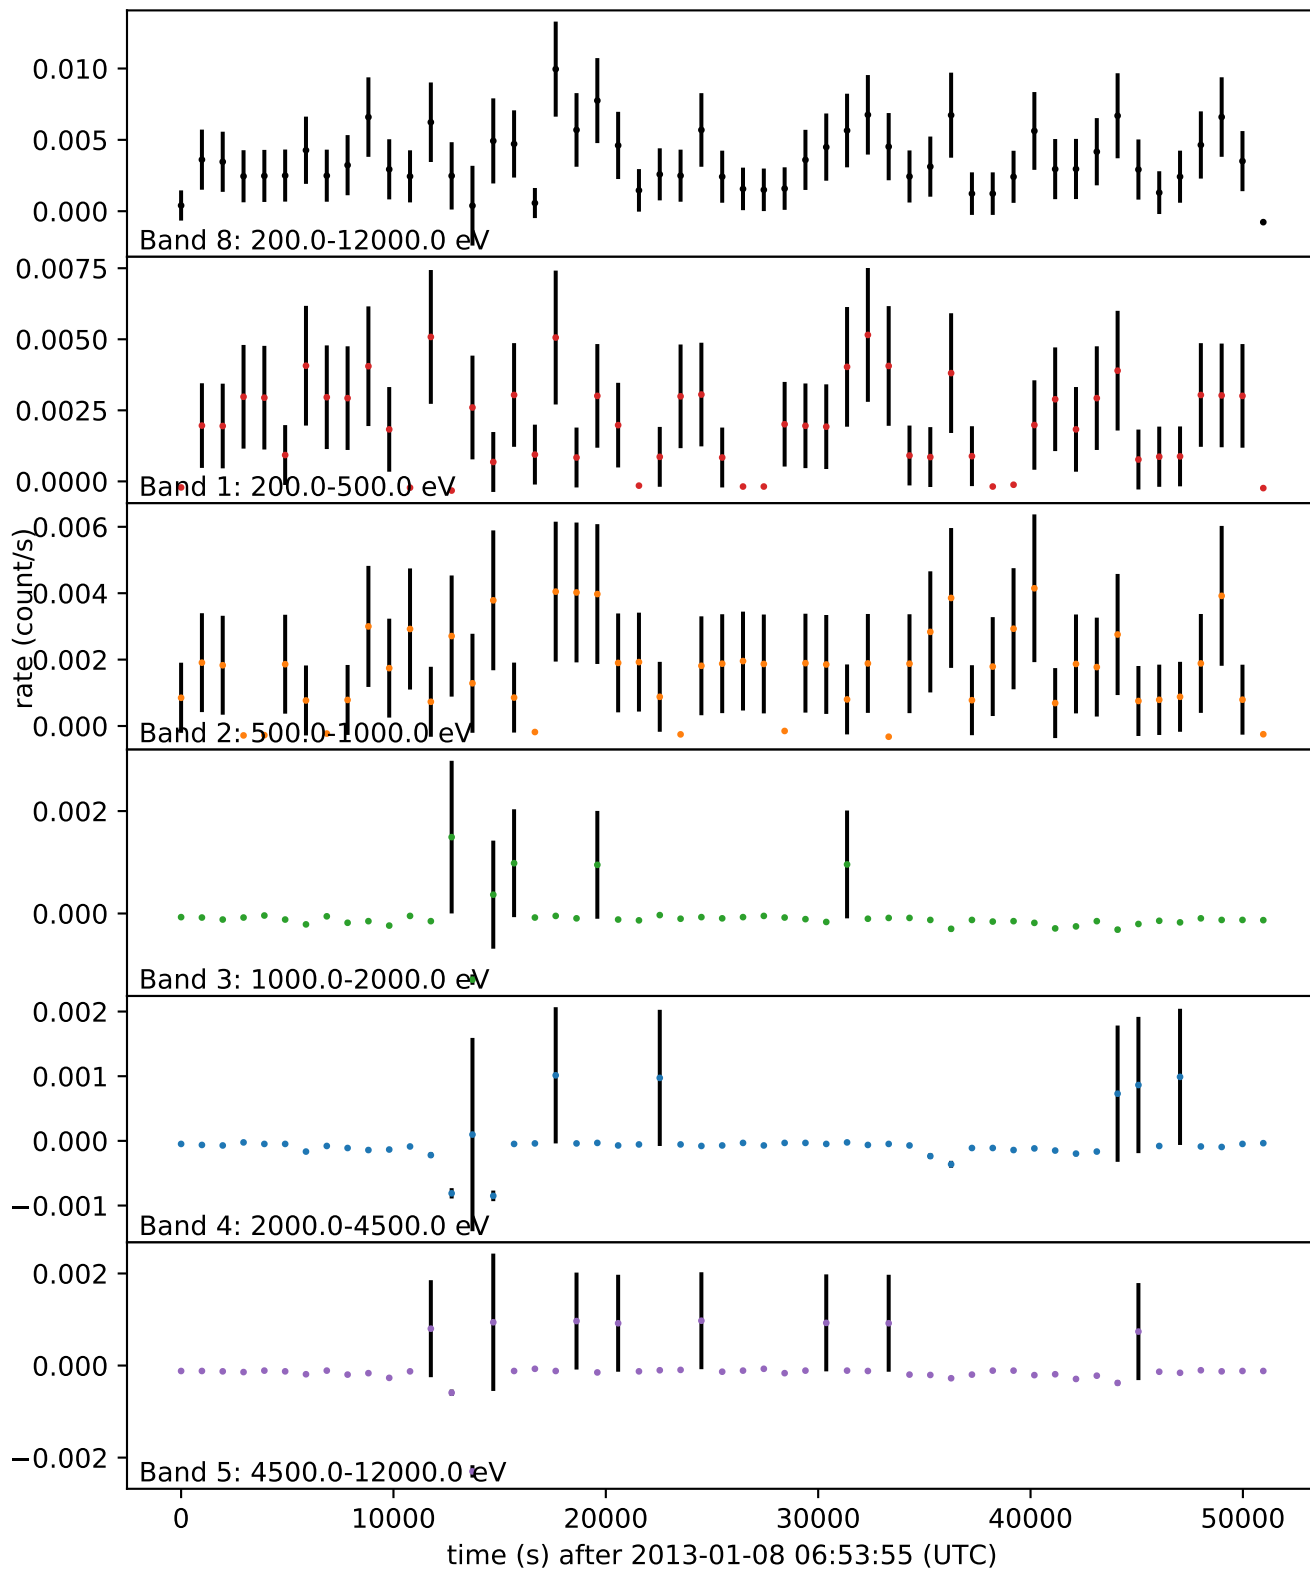 0.010
0.005
0.000
Band 8: 200.0-12000.0 eV
0.0075
0.0050
0.0025
0.0000
Band 1: 200.0-500.0 eV
rate (count/s)
0.006
0.004
0.002
0.000
Band 2: 500.0-1000.0 eV
0.002
0.000
Band 3: 1000.0-2000.0 eV
0.002
0.001
0.000
−0.001
Band 4: 2000.0-4500.0 eV
0.002
0.000
−0.002
Band 5: 4500.0-12000.0 eV
0 10000 20000 30000 40000 50000
time (s) after 2013-01-08 06:53:55 (UTC)